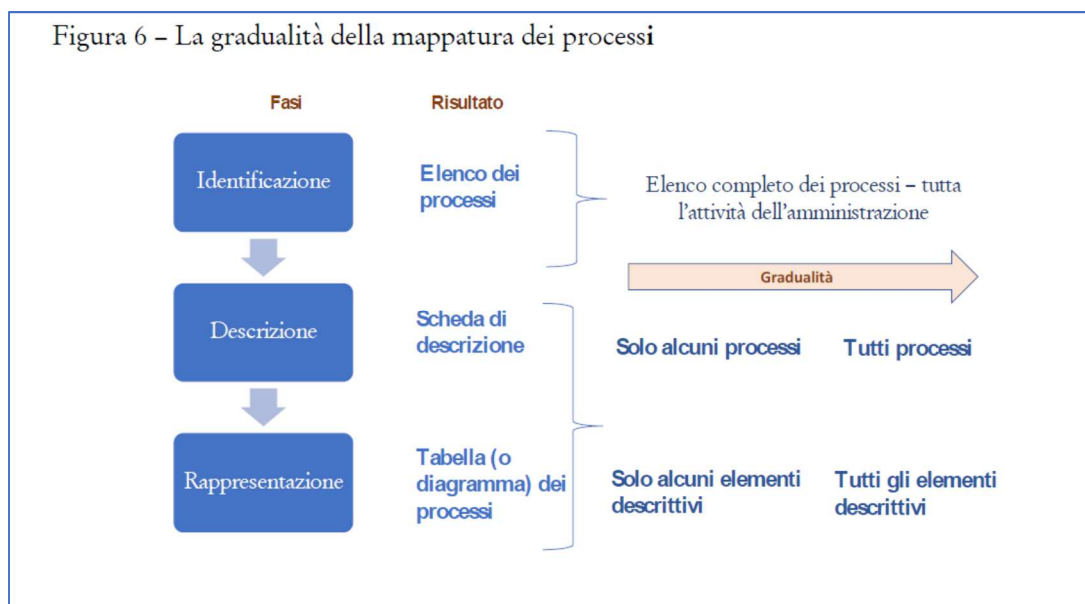 Figura 6 – La gradualità della mappatura dei processi
Fasi
Risultato
Identificazione
Elenco dei
processi
Elenco completo dei processi – tutta
l'attività dell'amministrazione
Gradualità
Descrizione
Scheda di
descrizione
Solo alcuni processi
Tutti processi
Rappresentazione
Tabella (o
diagramma) dei
processi
Solo alcuni elementi
descrittivi
Tutti gli elementi
descrittivi